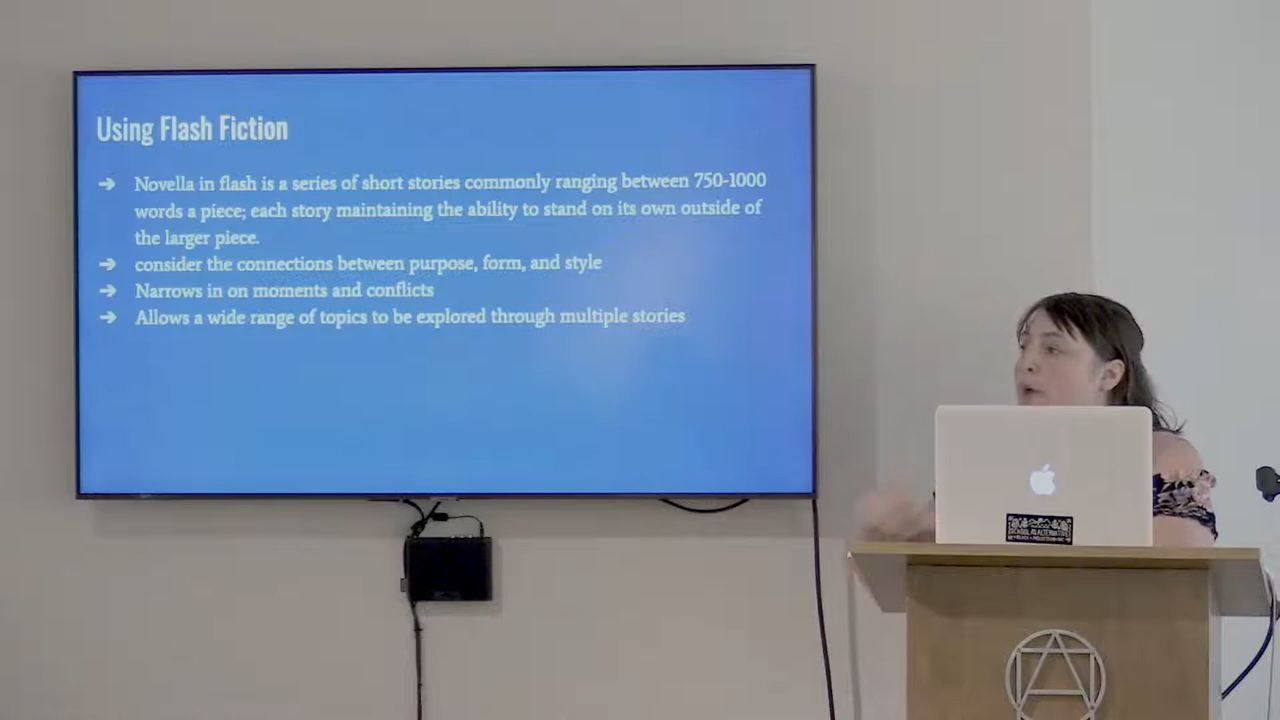 Using Flash Fiction
➔ Novella in flash is a series of short stories commonly ranging between 750-1000
words a piece; each story maintaining the ability to stand on its own outside of
the larger piece.
➔ consider the connections between purpose, form, and style
➔ Narrows in on moments and conflicts
➔ Allows a wide range of topics to be explored through multiple stories